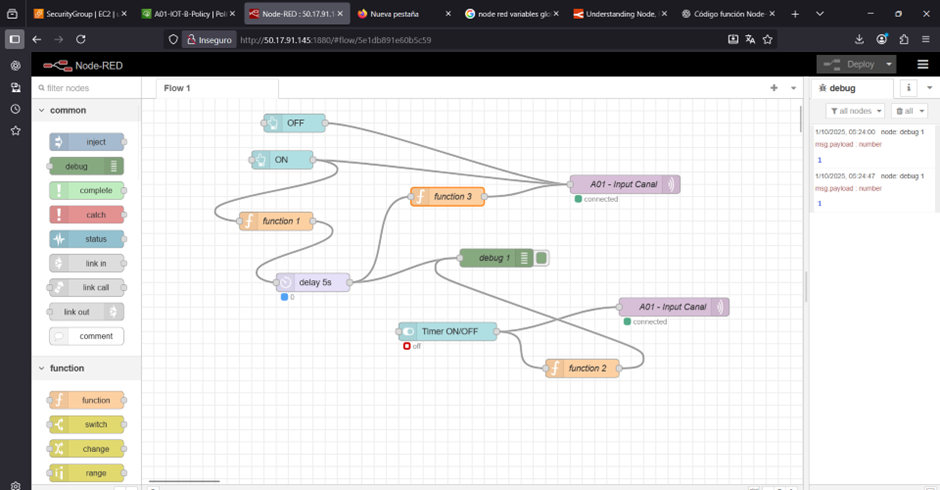 SecurityGroup | EC2 |
A01-IOT-8-Policy | Poli
Node-RED : 50.17.91.1
Nueva pestaña
node red variables glo
Understanding Node,
Código función Node-
Inseguro
http://50.17.91.145:1880/#flow/5e1db891e60b5c59
Node-RED
Deploy
filter nodes
Flow 1
debug
i
all nodes
all
common
inject
debug
complete
catch
status
link in
link call
link out
comment
function
function
switch
change
range
OFF
ON
function 3
A01 - Input Canal
connected
function 1
debug 1
delay 5s
0
A01 - Input Canal
connected
Timer ON/OFF
off
function 2
1/10/2025, 05:24:00 node: debug 1
msg.payload : number
1
1/10/2025, 05:24:47 node: debug 1
msg.payload : number
1